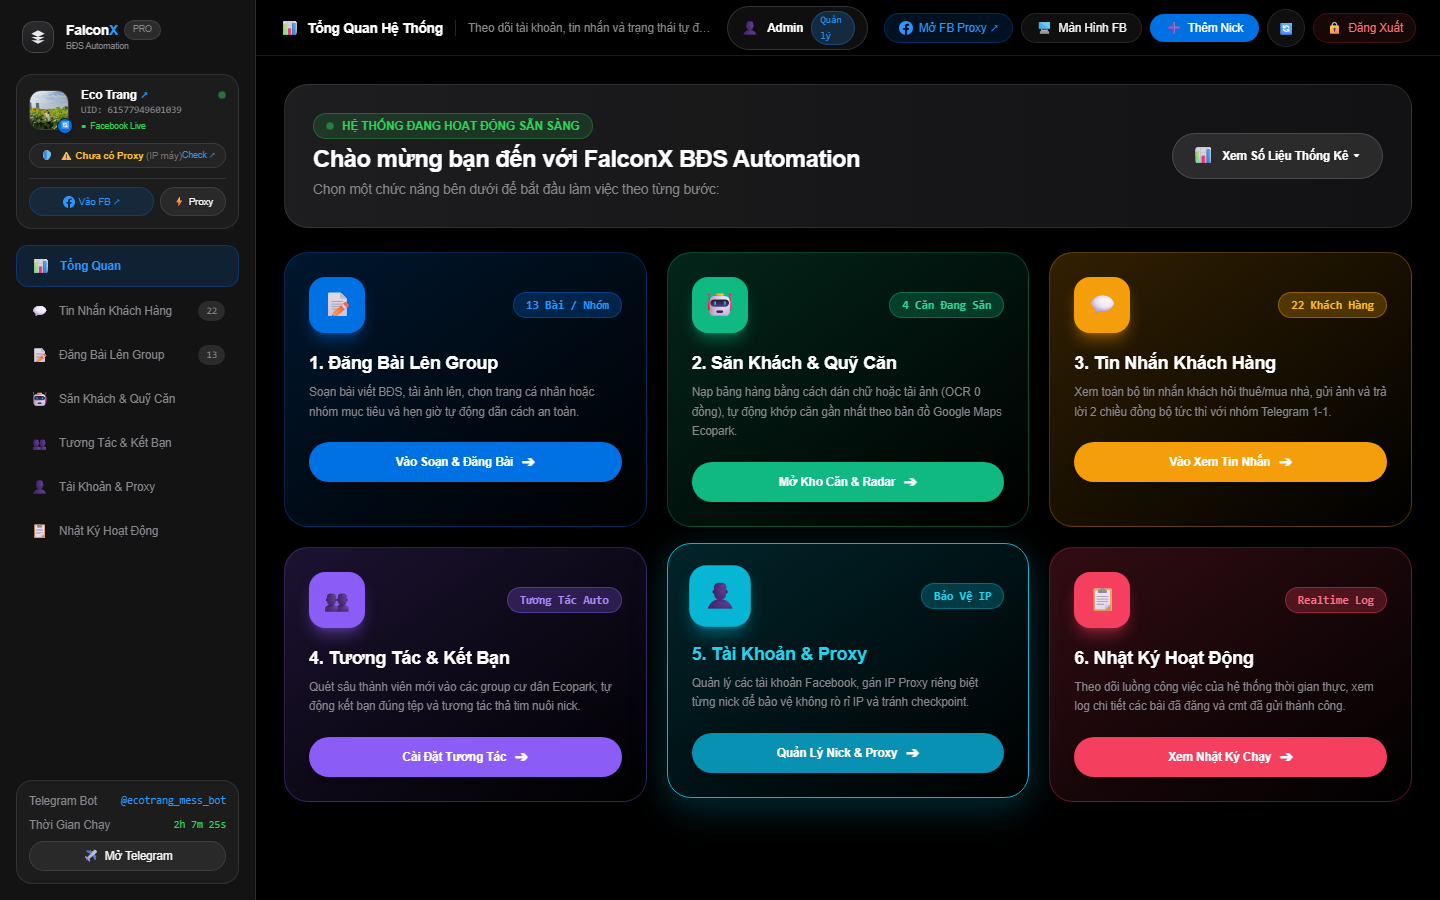 FalconX PRO
BĐS Automation
Eco Trang ↗
UID: 61577949601039
Facebook Live
Chưa có Proxy (IP máy) Check ↗
Vào FB ↗
Proxy
Tổng Quan
Tin Nhắn Khách Hàng 22
Đăng Bài Lên Group 13
Săn Khách & Quỹ Căn
Tương Tác & Kết Bạn
Tài Khoản & Proxy
Nhật Ký Hoạt Động
Telegram Bot @ecotrang_mess_bot
Thời Gian Chạy 2h 7m 25s
Mở Telegram
Tổng Quan Hệ Thống
Theo dõi tài khoản, tin nhắn và trạng thái tự đ...
Admin
Quản
lý
Mở FB Proxy ↗
Màn Hình FB
Thêm Nick
Đăng Xuất
HỆ THỐNG ĐANG HOẠT ĐỘNG SẴN SÀNG
Chào mừng bạn đến với FalconX BĐS Automation
Chọn một chức năng bên dưới để bắt đầu làm việc theo từng bước:
Xem Số Liệu Thống Kê
13 Bài / Nhóm
1. Đăng Bài Lên Group
Soạn bài viết BĐS, tải ảnh lên, chọn trang cá nhân hoặc
nhóm mục tiêu và hẹn giờ tự động dãn cách an toàn.
Vào Soạn & Đăng Bài ➔
4 Căn Đang Săn
2. Săn Khách & Quỹ Căn
Nạp bảng hàng bằng cách dán chữ hoặc tải ảnh (OCR 0
đồng), tự động khớp căn gần nhất theo bản đồ Google Maps
Ecopark.
Mở Kho Căn & Radar ➔
22 Khách Hàng
3. Tin Nhắn Khách Hàng
Xem toàn bộ tin nhắn khách hỏi thuê/mua nhà, gửi ảnh và trả
lời 2 chiều đồng bộ tức thì với nhóm Telegram 1-1.
Vào Xem Tin Nhắn ➔
Tương Tác Auto
4. Tương Tác & Kết Bạn
Quét sâu thành viên mới vào các group cư dân Ecopark, tự
động kết bạn đúng tệp và tương tác thả tim nuôi nick.
Cài Đặt Tương Tác ➔
Bảo Vệ IP
5. Tài Khoản & Proxy
Quản lý các tài khoản Facebook, gán IP Proxy riêng biệt
từng nick để bảo vệ không rò rỉ IP và tránh checkpoint.
Quản Lý Nick & Proxy ➔
Realtime Log
6. Nhật Ký Hoạt Động
Theo dõi luồng công việc của hệ thống thời gian thực, xem
log chi tiết các bài đã đăng và cmt đã gửi thành công.
Xem Nhật Ký Chạy ➔